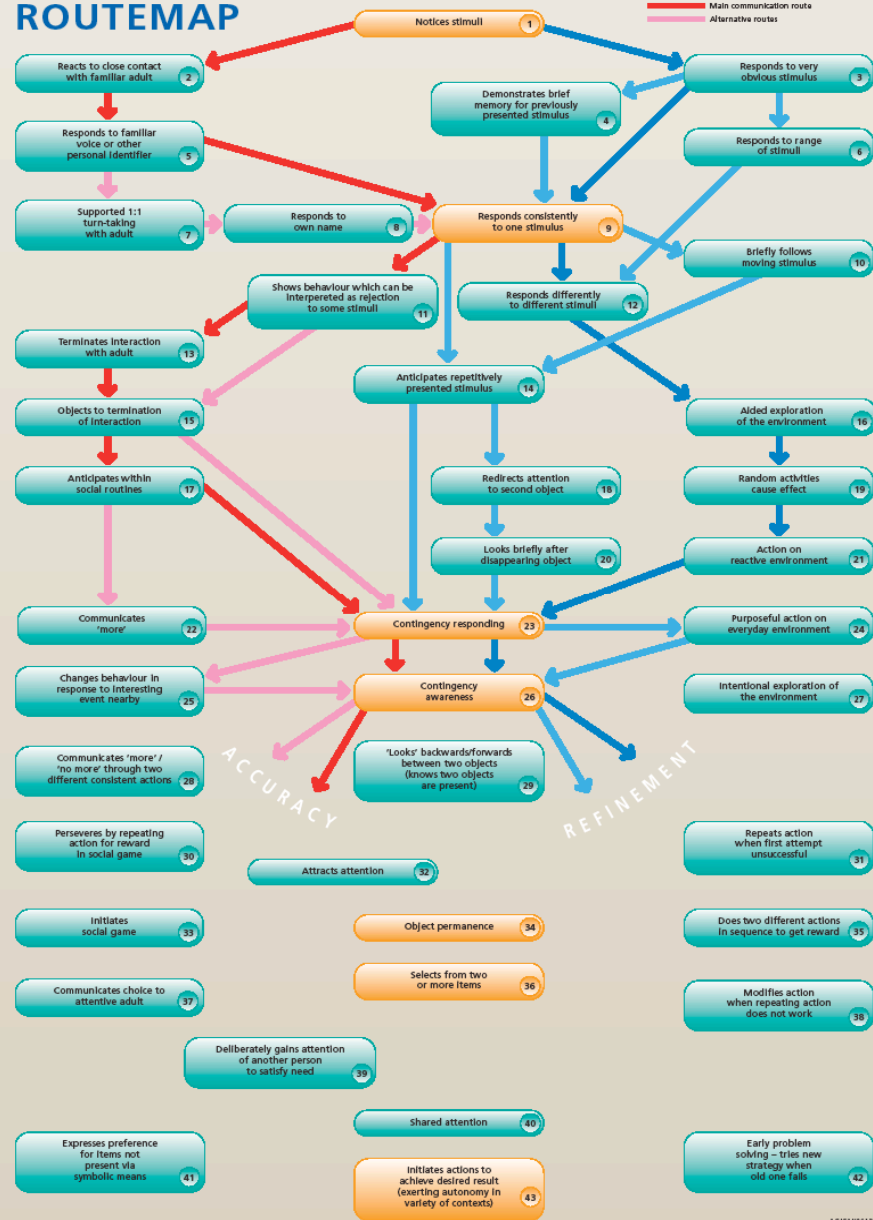 ROUTEMAP
Main communication route
Alternative routes
Notices stimuli
1
Reacts to close contact
with familiar adult
2
Responds to very
obvious stimulus
3
Demonstrates brief
memory for previously
presented stimulus
4
Responds to familiar
voice or other
personal identifier
5
Responds to range
of stimuli
6
Supported 1:1
turn-taking
with adult
7
Responds to
own name
8
Responds consistently
to one stimulus
9
Briefly follows
moving stimulus
10
Shows behaviour which can be
interpereted as rejection
to some stimuli
11
Responds differently
to different stimuli
12
Terminates interaction
with adult
13
Anticipates repetitively
presented stimulus
14
Objects to termination
of interaction
15
Aided exploration
of the environment
16
Anticipates within
social routines
17
Redirects attention
to second object
18
Random activities
cause effect
19
Looks briefly after
disappearing object
20
Action on
reactive environment
21
Communicates
'more'
22
Contingency responding
23
Purposeful action on
everyday environment
24
Changes behaviour in
response to interesting
event nearby
25
Contingency
awareness
26
Intentional exploration of
the environment
27
ACCURACY
REFINEMENT
Communicates 'more' /
'no more' through two
different consistent actions
28
'Looks' backwards/forwards
between two objects
(knows two objects
are present)
29
Perseveres by repeating
action for reward
in social game
30
Repeats action
when first attempt
unsuccessful
31
Attracts attention
32
Initiates
social game
33
Object permanence
34
Does two different actions
in sequence to get reward
35
Selects from two
or more items
36
Communicates choice to
attentive adult
37
Modifies action
when repeating action
does not work
38
Deliberately gains attention
of another person
to satisfy need
39
Shared attention
40
Expresses preference
for items not
present via
symbolic means
41
Early problem
solving – tries new
strategy when
old one fails
42
Initiates actions to
achieve desired result
(exerting autonomy in
variety of contexts)
43